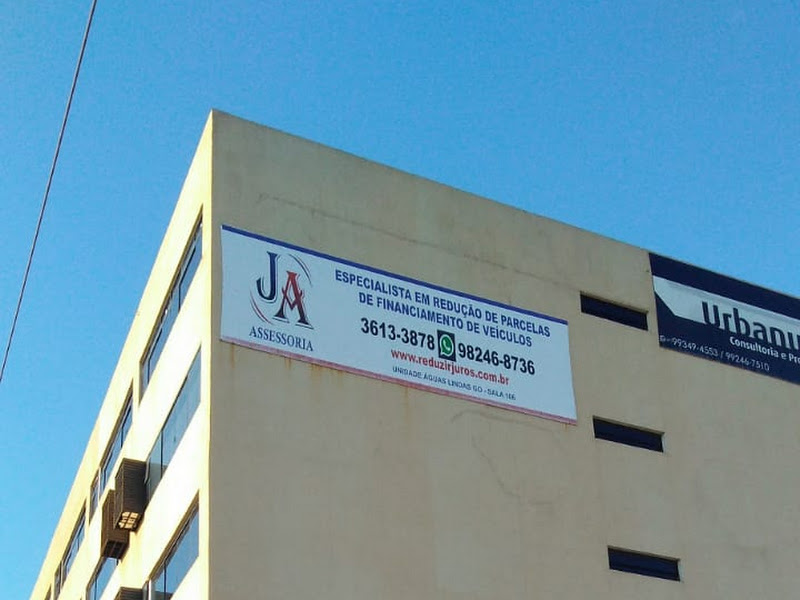 JA
ASSESSORIA
ESPECIALISTA EM REDUÇÃO DE PARCELAS
DE FINANCIAMENTO DE VEÍCULOS
3613-3878 98246-8736
www.reduzirjuros.com.br
UNIDADE ÁGUAS LINDAS GO - SALA 166
Consultoria e
99349-4553 / 99246-7510